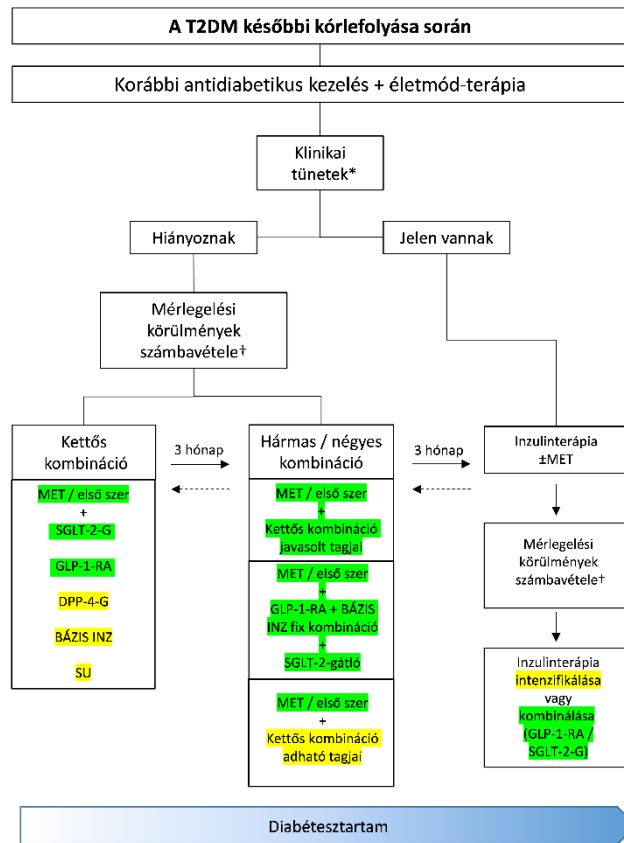 A T2DM későbbi kórlefolyása során
Korábbi antidiabetikus kezelés + életmód-terápia
Klinikai
tünetek*
Hiányoznak
Jelen vannak
Mérlegelési
körülmények
számbavétele†
Kettős
kombináció
3 hónap
Hármas / négyes
kombináció
3 hónap
Inzulinterápia
±MET
MET / első szer
+
SGLT-2-G
GLP-1-RA
DPP-4-G
BÁZIS INZ
SU
MET / első szer
+
Kettős kombináció
javasolt tagjai
MET / első szer
+
GLP-1-RA + BÁZIS
INZ fix kombináció
+
SGLT-2-gátló
MET / első szer
+
Kettős kombináció
adható tagjai
Mérlegelési
körülmények
számbavétele†
Inzulinterápia
intenzifikálása
vagy
kombinálása
(GLP-1-RA /
SGLT-2-G)
Diabétesztartam